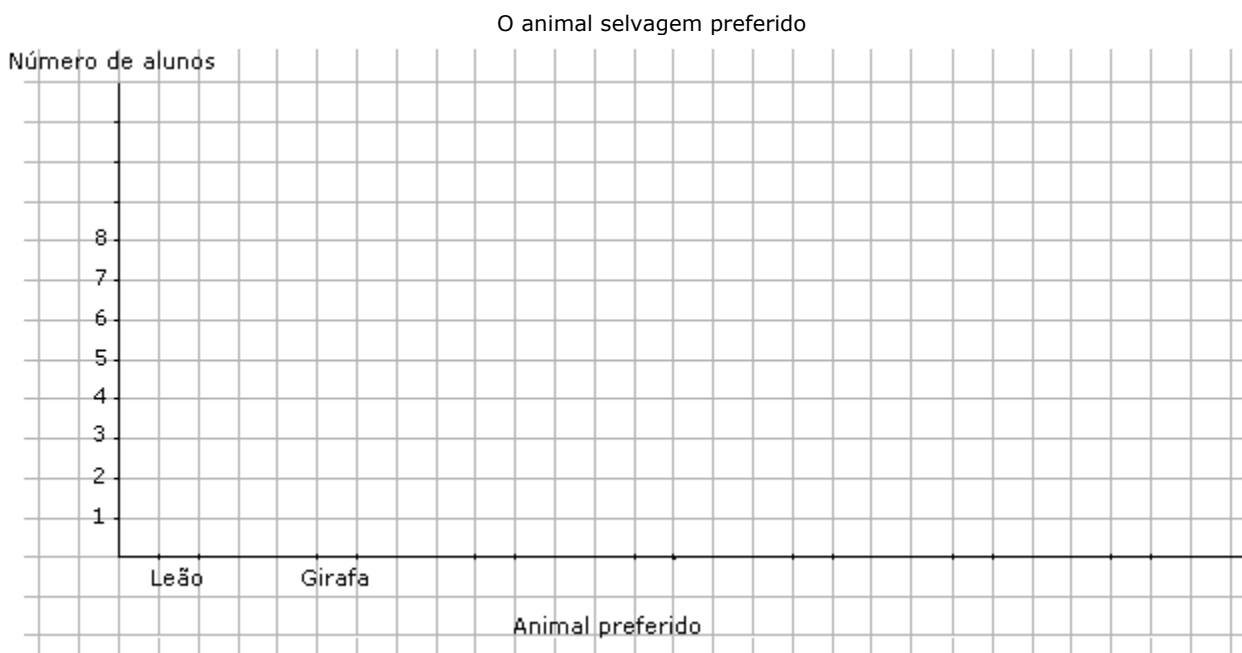 O animal selvagem preferido
Número de alunos
8
7
6
5
4
3
2
1
Leão Girafa
Animal preferido